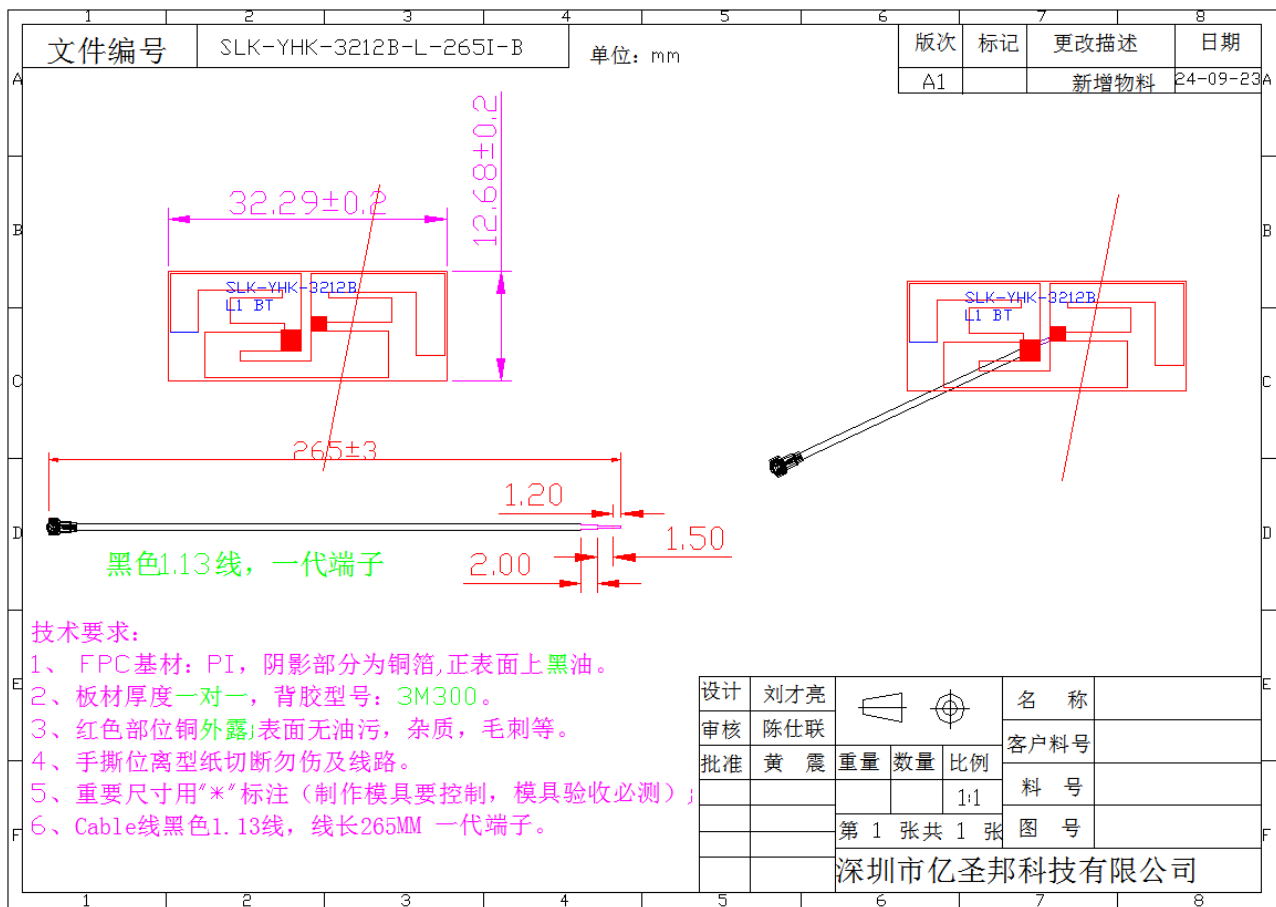 1 2 3 4 5 6 7 8
文件编号 SLK-YHK-3212B-L-265I-B 单位：mm
版次 标记 更改描述 日期
A1 新增物料 24-09-23
A A
32.29±0.2
12.68±0.2
B B
SLK-YHK-3212B
L1 BT
SLK-YHK-3212B
L1 BT
C C
265±3
1.20
D D
1.50
2.00
黑色1.13线，一代端子
技术要求：
1、 FPC基材：PI，阴影部分为铜箔,正表面上黑油。
2、板材厚度一对一，背胶型号：3M300。
3、红色部位铜外露;表面无油污，杂质，毛刺等。
4、手撕位离型纸切断勿伤及线路。
5、重要尺寸用"*"标注（制作模具要控制，模具验收必测）;
6、Cable线黑色1.13线，线长265MM 一代端子。
E E
F F
设计 刘才亮 名 称
审核 陈仕联 客户料号
批准 黄 震 重量 数量 比例
1:1 料 号
第 1 张共 1 张 图 号
深圳市亿圣邦科技有限公司
1 2 3 4 5 6 7 8